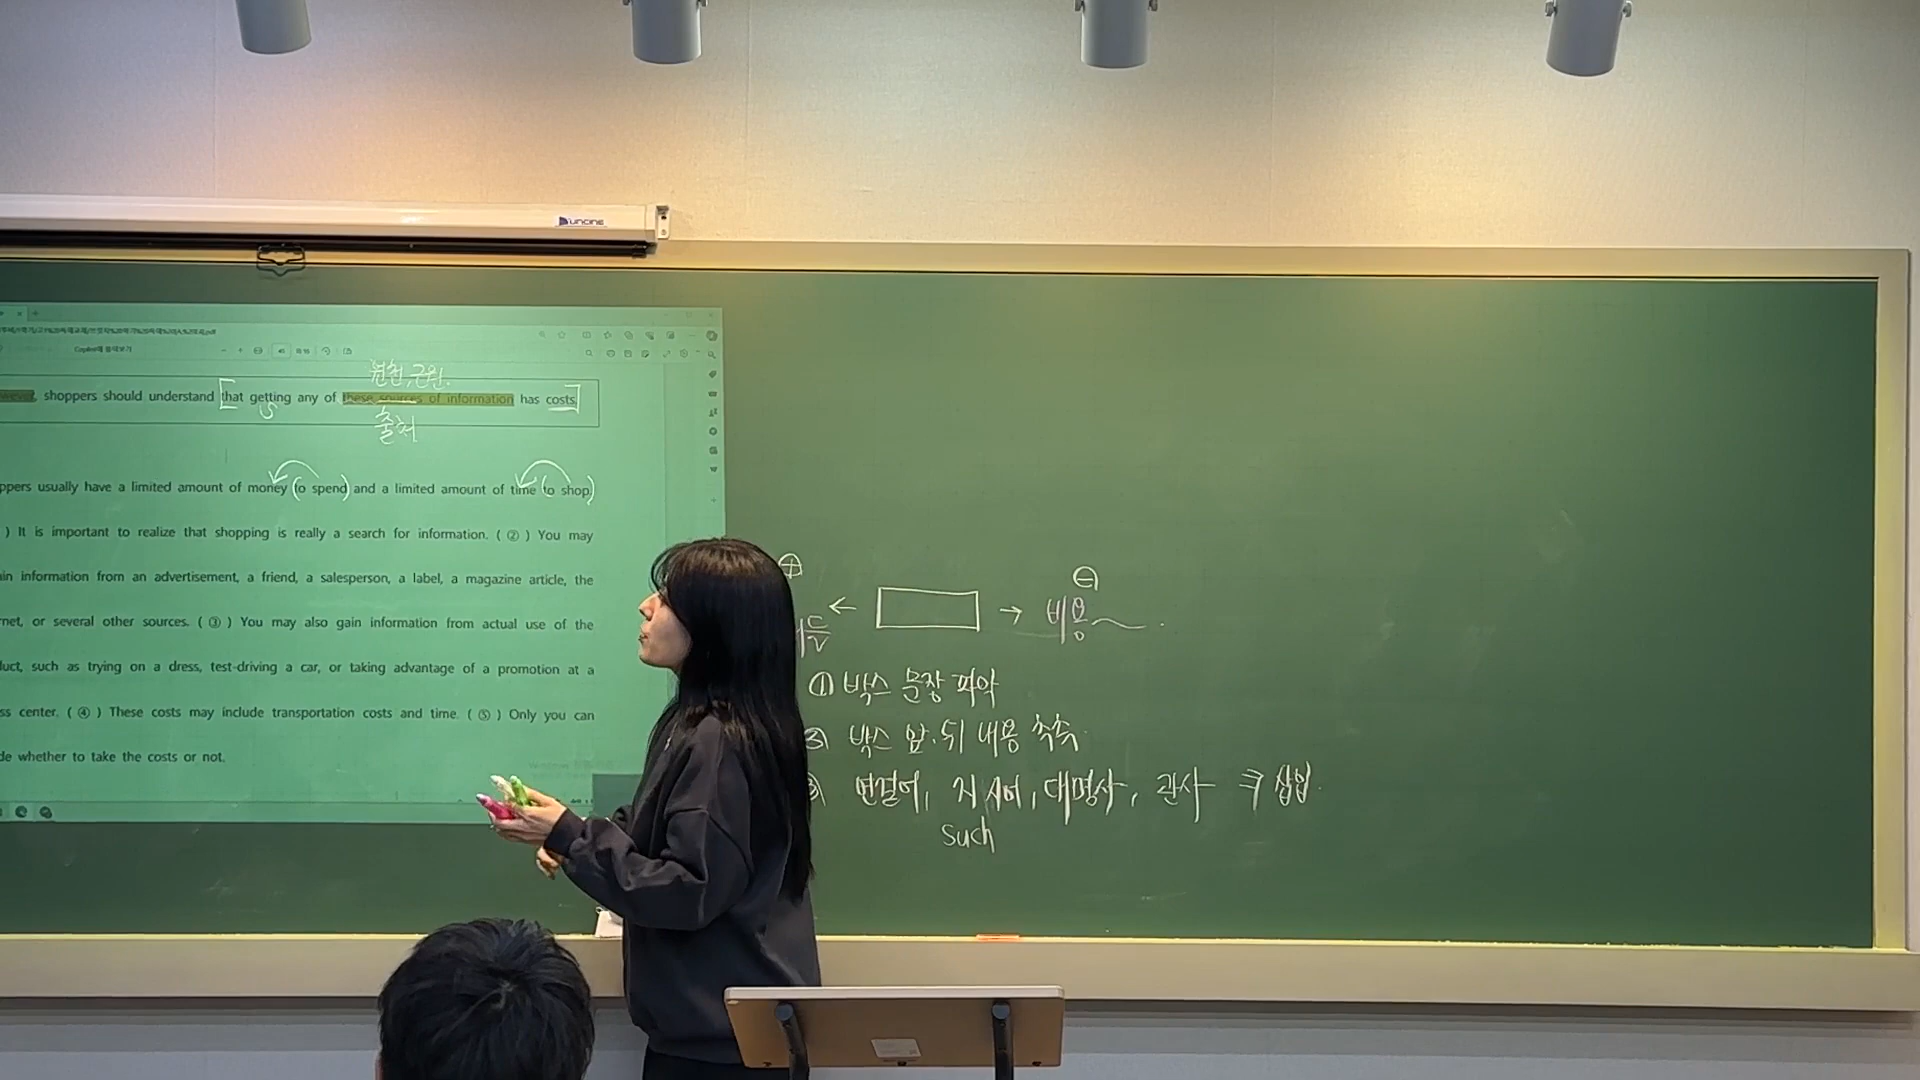 UNCINE
원천, 근원.
shoppers should understand that getting any of these sources of information has costs.
출처
ppers usually have a limited amount of money (to spend) and a limited amount of time (to shop.)
) It is important to realize that shopping is really a search for information. ( ② ) You may
in information from an advertisement, a friend, a salesperson, a label, a magazine article, the
net, or several other sources. ( ③ ) You may also gain information from actual use of the
uct, such as trying on a dress, test-driving a car, or taking advantage of a promotion at a
ss center. ( ④ ) These costs may include transportation costs and time. ( ⑤ ) Only you can
de whether to take the costs or not.
⊕ ⊖
← → 비용
① 박스 문장 파악
② 박스 앞.뒤 내용 추측
③ 연결어, 지시어, 대명사, 관사 ⇒ 삽입.
such